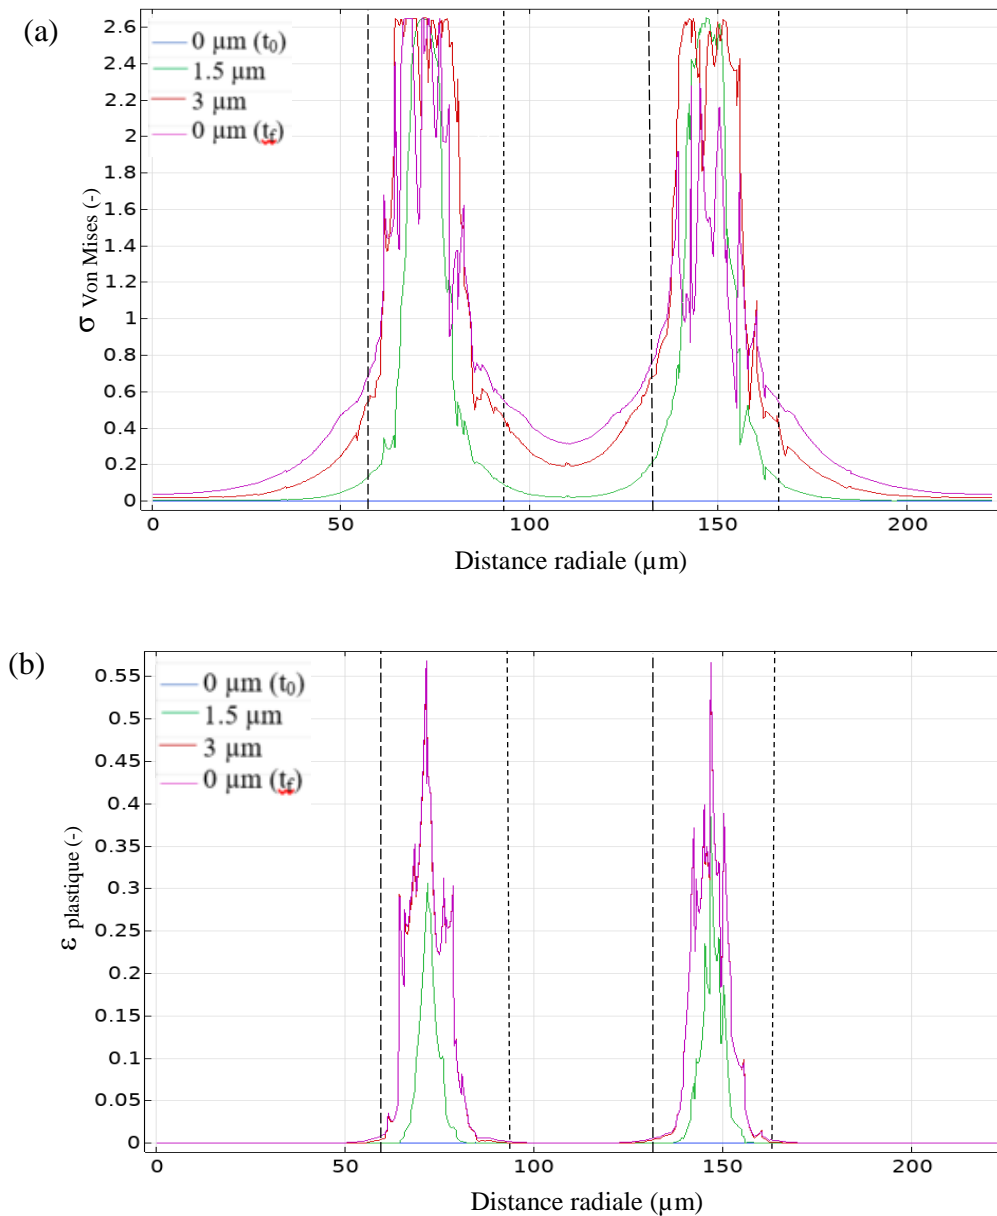 (a)
0 µm (t₀)
1.5 µm
3 µm
0 µm (t_f)
2.6
2.4
2.2
2
1.8
1.6
1.4
1.2
1
0.8
0.6
0.4
0.2
0
σ Von Mises (-)
0 50 100 150 200
Distance radiale (µm)
(b)
0 µm (t₀)
1.5 µm
3 µm
0 µm (t_f)
0.55
0.5
0.45
0.4
0.35
0.3
0.25
0.2
0.15
0.1
0.05
0
ε plastique (-)
0 50 100 150 200
Distance radiale (µm)